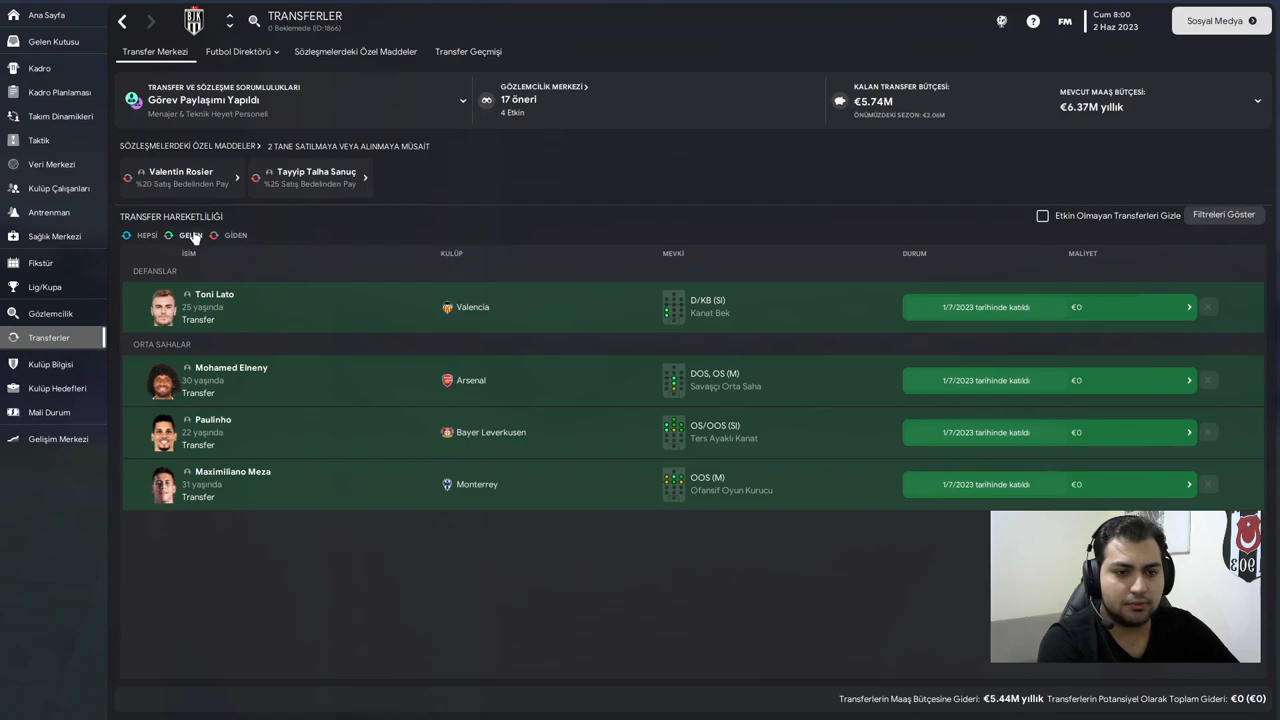 Ana Sayfa
Gelen Kutusu
Kadro
Kadro Planlaması
Takım Dinamikleri
Taktik
Veri Merkezi
Kulüp Çalışanları
Antrenman
Sağlık Merkezi
Fikstür
Lig/Kupa
Gözlemcilik
Transferler
Kulüp Bilgisi
Kulüp Hedefleri
Mali Durum
Gelişim Merkezi
BJK
TRANSFERLER
0 Beklemede (ID:1866)
FM
Cum 8:00
2 Haz 2023
Sosyal Medya
Transfer Merkezi
Futbol Direktörü
Sözleşmelerdeki Özel Maddeler
Transfer Geçmişi
TRANSFER VE SÖZLEŞME SORUMLULUKLARI
Görev Paylaşımı Yapıldı
Menajer & Teknik Heyet Personeli
GÖZLEMCİLİK MERKEZİ
17 öneri
4 Etkin
KALAN TRANSFER BÜTÇESİ:
€5.74M
ÖNÜMÜZDEKİ SEZON: €2.06M
MEVCUT MAAŞ BÜTÇESİ:
€6.37M yıllık
SÖZLEŞMELERDEKİ ÖZEL MADDELER
2 TANE SATILMAYA VEYA ALINMAYA MÜSAİT
Valentin Rosier
%20 Satış Bedelinden Pay
Tayyip Talha Sanuç
%25 Satış Bedelinden Pay
TRANSFER HAREKETLİLİĞİ
Etkin Olmayan Transferleri Gizle
Filtreleri Göster
HEPSİ
GELEN
GİDEN
İSİM
KULÜP
MEVKİ
DURUM
MALİYET
DEFANSLAR
Toni Lato
25 yaşında
Transfer
Valencia
D/KB (SI)
Kanat Bek
1/7/2023 tarihinde katıldı
€0
ORTA SAHALAR
Mohamed Elneny
30 yaşında
Transfer
Arsenal
DOS, OS (M)
Savaşçı Orta Saha
1/7/2023 tarihinde katıldı
€0
Paulinho
22 yaşında
Transfer
Bayer Leverkusen
OS/OOS (SI)
Ters Ayaklı Kanat
1/7/2023 tarihinde katıldı
€0
Maximiliano Meza
31 yaşında
Transfer
Monterrey
OOS (M)
Ofansif Oyun Kurucu
1/7/2023 tarihinde katıldı
€0
Transferlerin Maaş Bütçesine Gideri: €5.44M yıllık Transferlerin Potansiyel Olarak Toplam Gideri: €0 (€0)